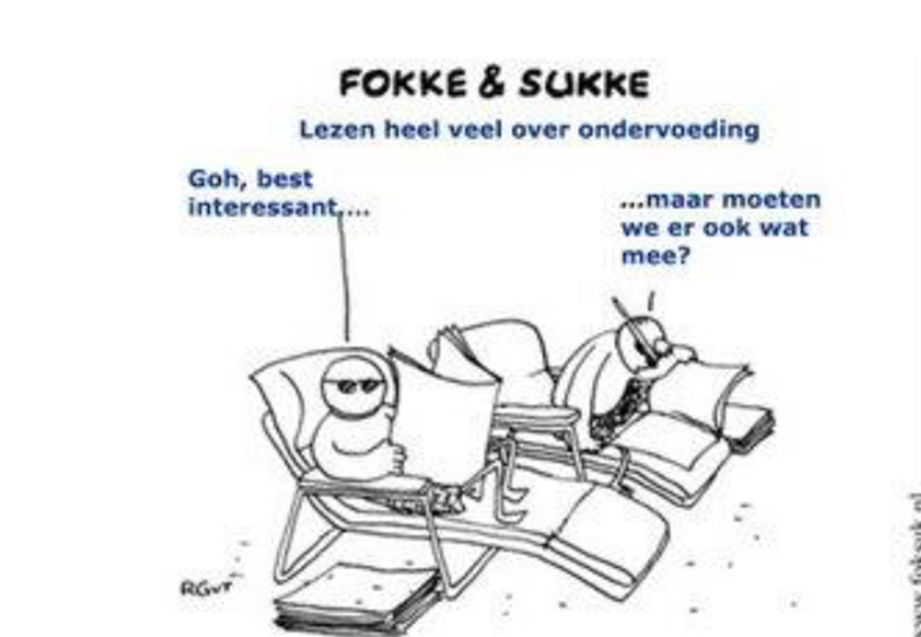 FOKKE & SUKKE
Lezen heel veel over ondervoeding
Goh, best
interessant....
...maar moeten
we er ook wat
mee?
RGvT